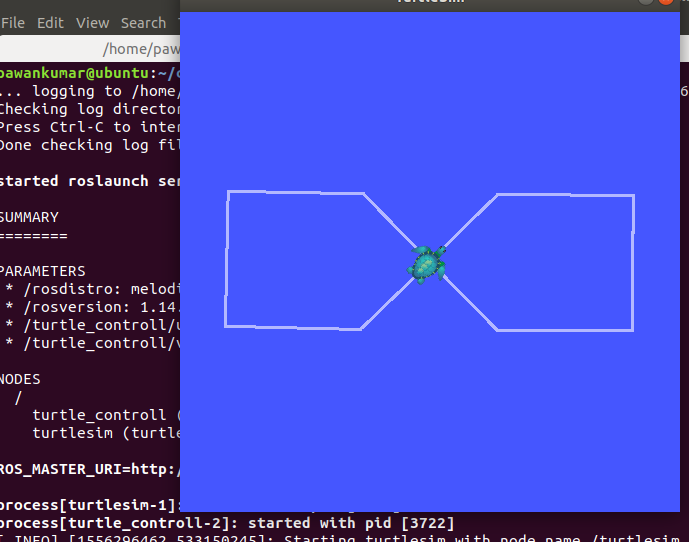 TurtleSim
File Edit View Search
/home/paw
pawankumar@ubuntu:~/
... logging to /home/
Checking log director
Press Ctrl-C to inter
Done checking log fil
started roslaunch ser
SUMMARY
========
PARAMETERS
* /rosdistro: melodi
* /rosversion: 1.14.
* /turtle_controll/
* /turtle_controll/
NODES
/
turtle_controll (
turtlesim (turtle
ROS_MASTER_URI=http:/
process[turtlesim-1]:
process[turtle_controll-2]: started with pid [3722]
[ INFO] [1556296462.533150245]: Starting turtlesim with node name /turtlesim